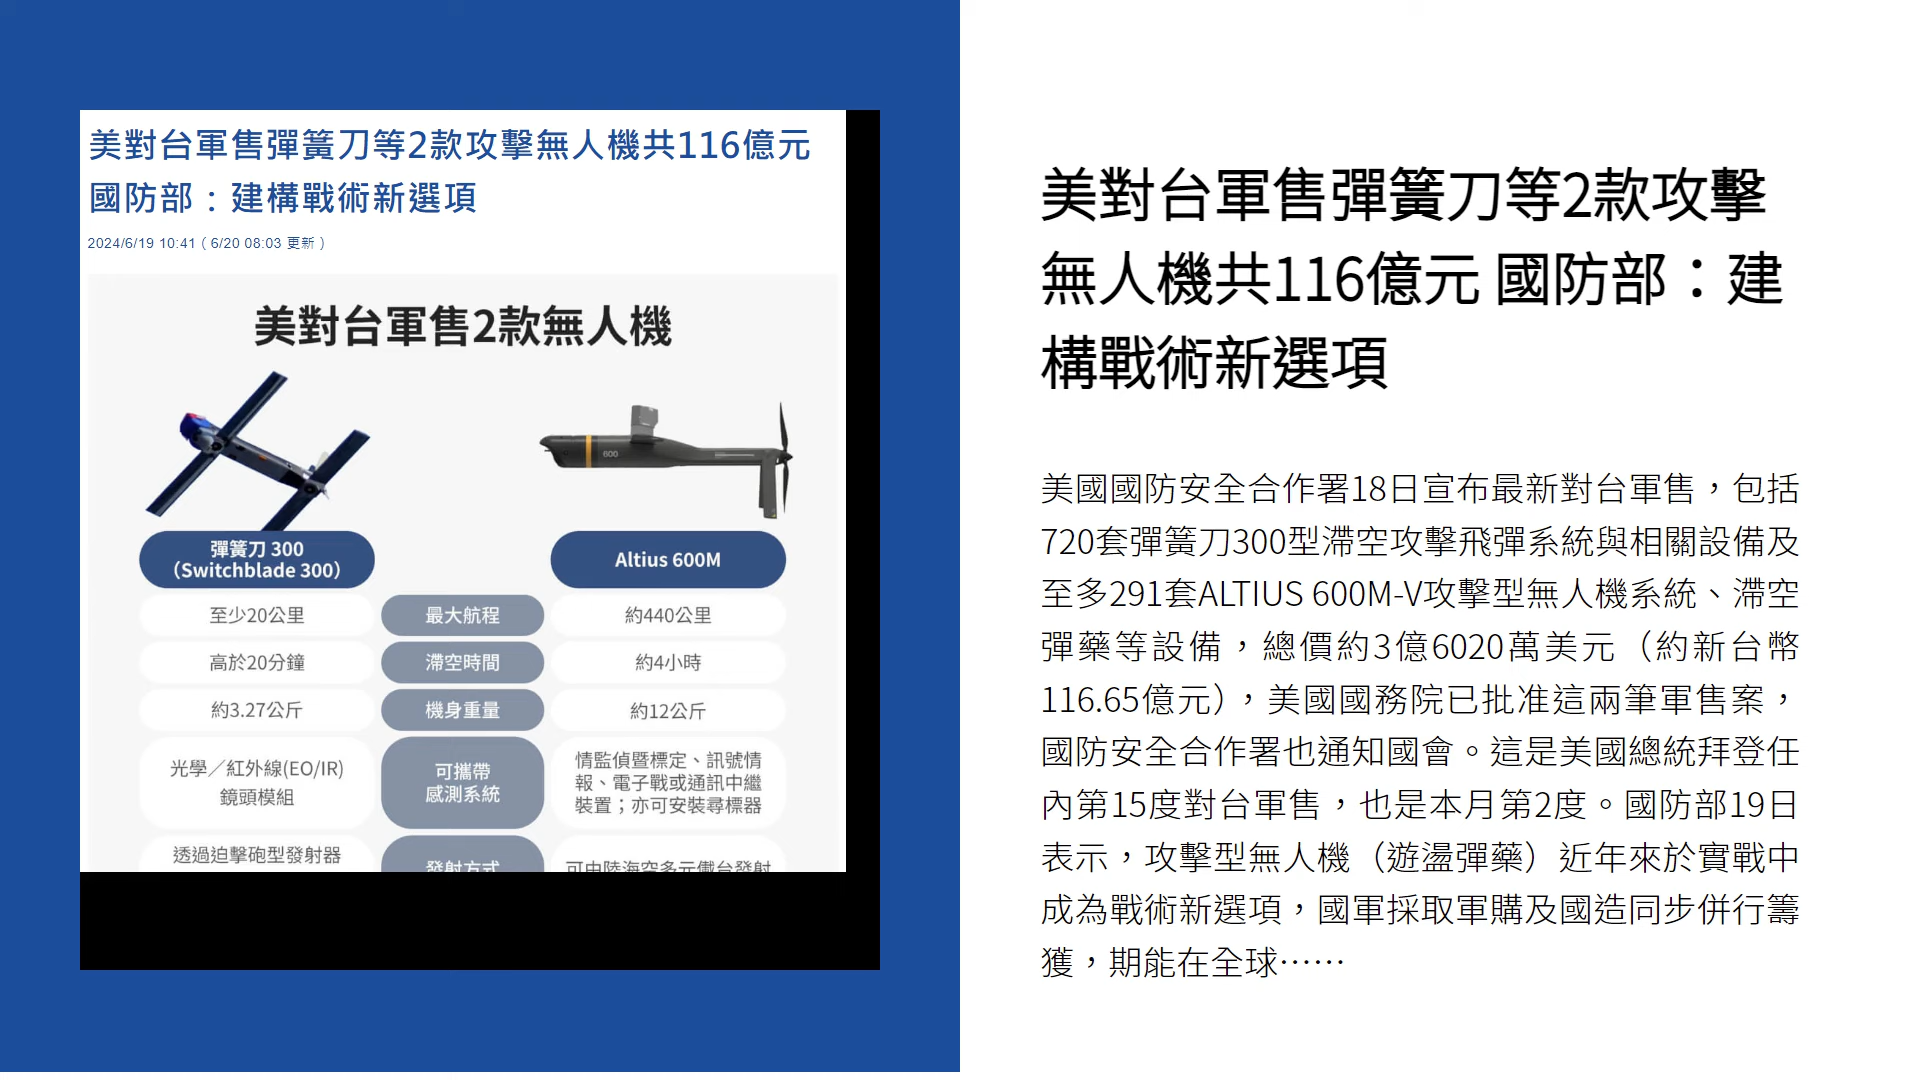 美對台軍售彈簧刀等2款攻擊無人機共116億元
國防部：建構戰術新選項
2024/6/19 10:41（6/20 08:03 更新）
美對台軍售2款無人機
600
彈簧刀 300
（Switchblade 300）
Altius 600M
至少20公里
最大航程
約440公里
高於20分鐘
滯空時間
約4小時
約3.27公斤
機身重量
約12公斤
光學／紅外線(EO/IR)
鏡頭模組
可攜帶
感測系統
情監偵暨標定、訊號情
報、電子戰或通訊中繼
裝置；亦可安裝尋標器
透過迫擊砲型發射器
發射方式
可由陸海空多元儎台發射
美對台軍售彈簧刀等2款攻擊
無人機共116億元 國防部：建
構戰術新選項
美國國防安全合作署18日宣布最新對台軍售，包括
720套彈簧刀300型滯空攻擊飛彈系統與相關設備及
至多291套ALTIUS 600M-V攻擊型無人機系統、滯空
彈藥等設備，總價約3億6020萬美元（約新台幣
116.65億元），美國國務院已批准這兩筆軍售案，
國防安全合作署也通知國會。這是美國總統拜登任
內第15度對台軍售，也是本月第2度。國防部19日
表示，攻擊型無人機（遊盪彈藥）近年來於實戰中
成為戰術新選項，國軍採取軍購及國造同步併行籌
獲，期能在全球⋯⋯